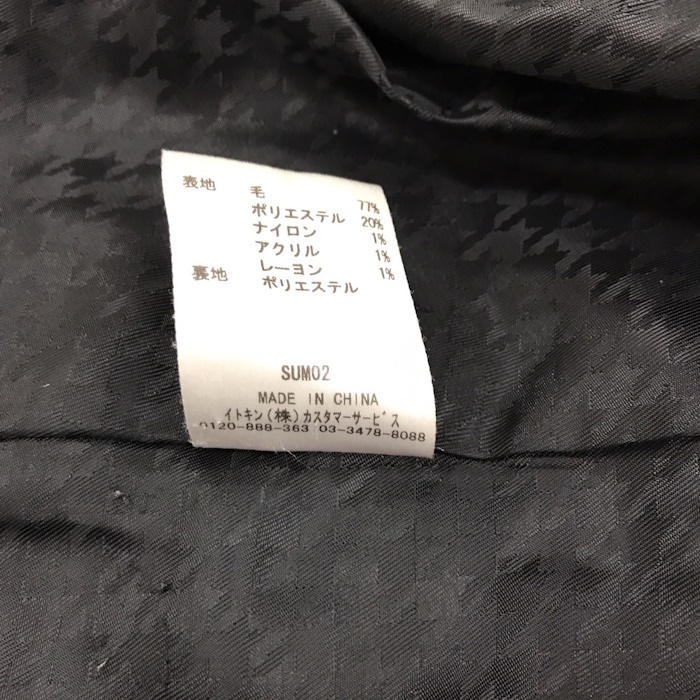 表地 毛 77%
ポリエステル 20%
ナイロン 1%
アクリル 1%
レーヨン 1%
裏地 ポリエステル
SUM02
MADE IN CHINA
イトキン(株)カスタマーサービス
0120-888-363 03-3478-8088